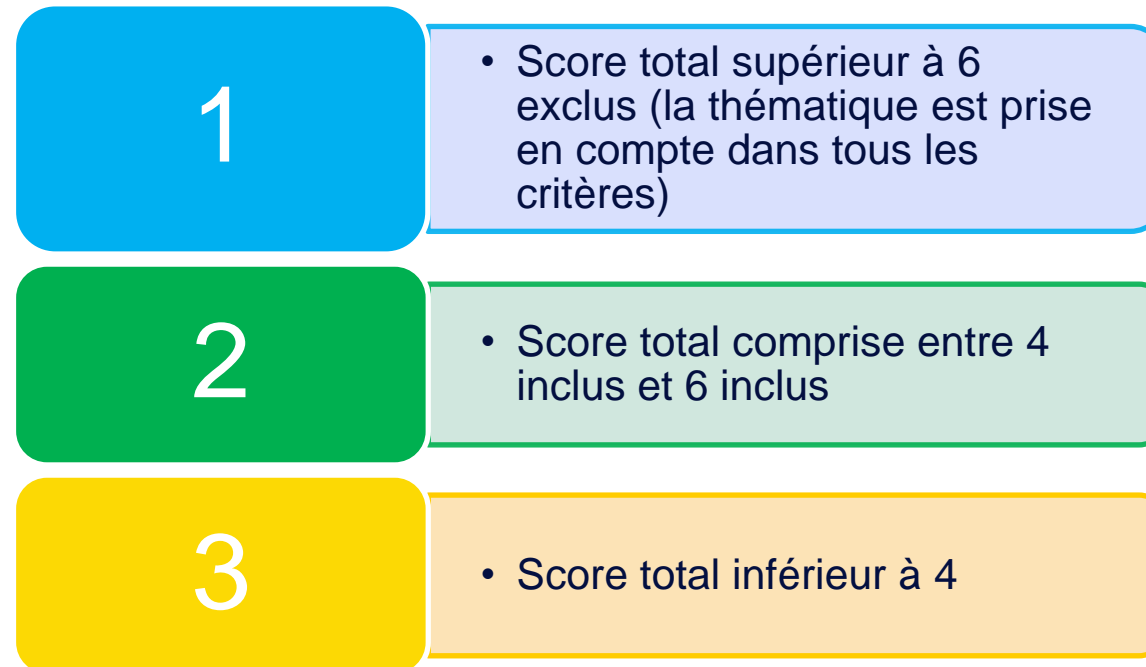 1
• Score total supérieur à 6
exclus (la thématique est prise
en compte dans tous les
critères)
2
• Score total comprise entre 4
inclus et 6 inclus
3
• Score total inférieur à 4